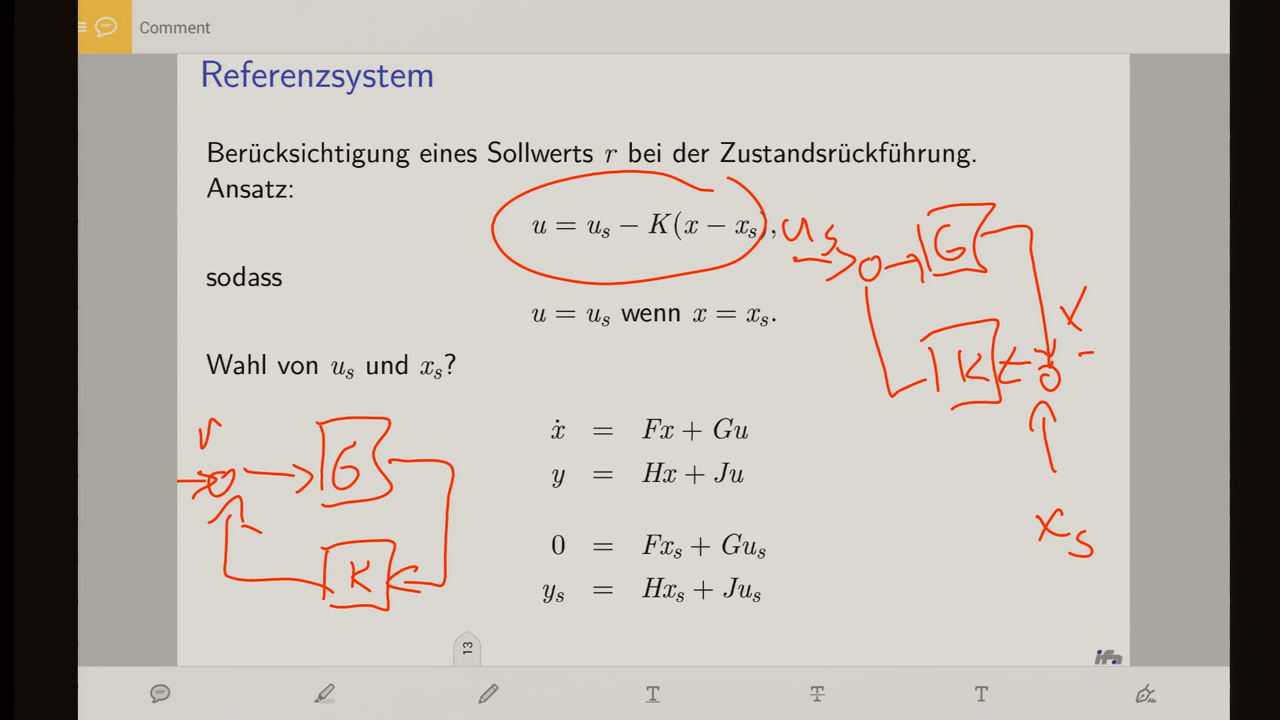 Comment
Referenzsystem
Berücksichtigung eines Sollwerts r bei der Zustandsrückführung.
Ansatz:
u = u_s − K(x − x_s),
u_s
G
sodass
u = u_s wenn x = x_s.
x
−
K
Wahl von u_s und x_s?
r
G
−
K
ẋ = Fx + Gu
y = Hx + Ju
x_s
0 = Fx_s + Gu_s
y_s = Hx_s + Ju_s
13
ifa
T
T
T